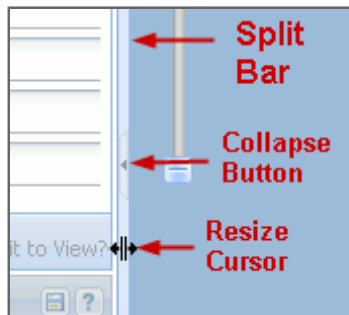 Split
Bar
Collapse
Button
Resize
Cursor
it to View?
?